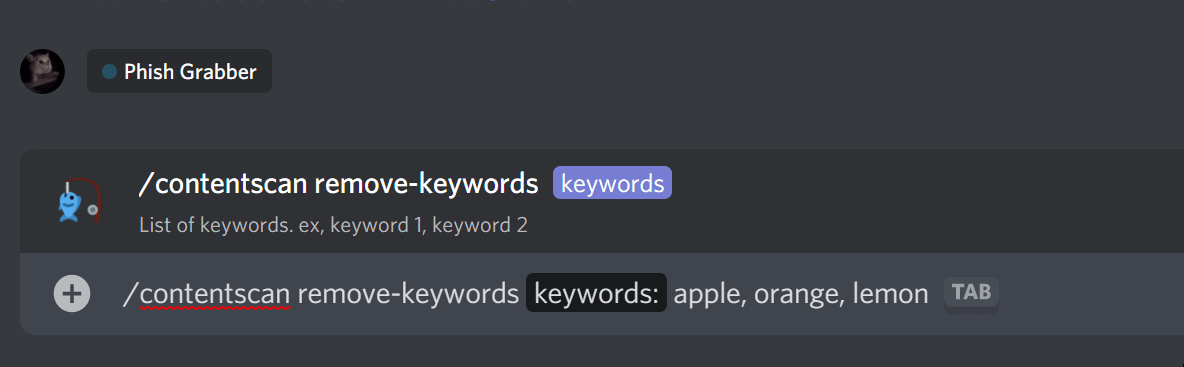 Phish Grabber
/contentscan remove-keywords keywords
List of keywords. ex, keyword 1, keyword 2
/contentscan remove-keywords keywords: apple, orange, lemon TAB